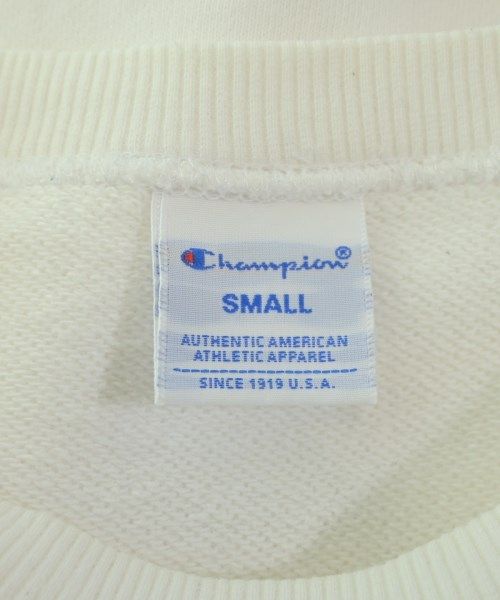 Champion®
SMALL
AUTHENTIC AMERICAN
ATHLETIC APPAREL
SINCE 1919 U.S.A.